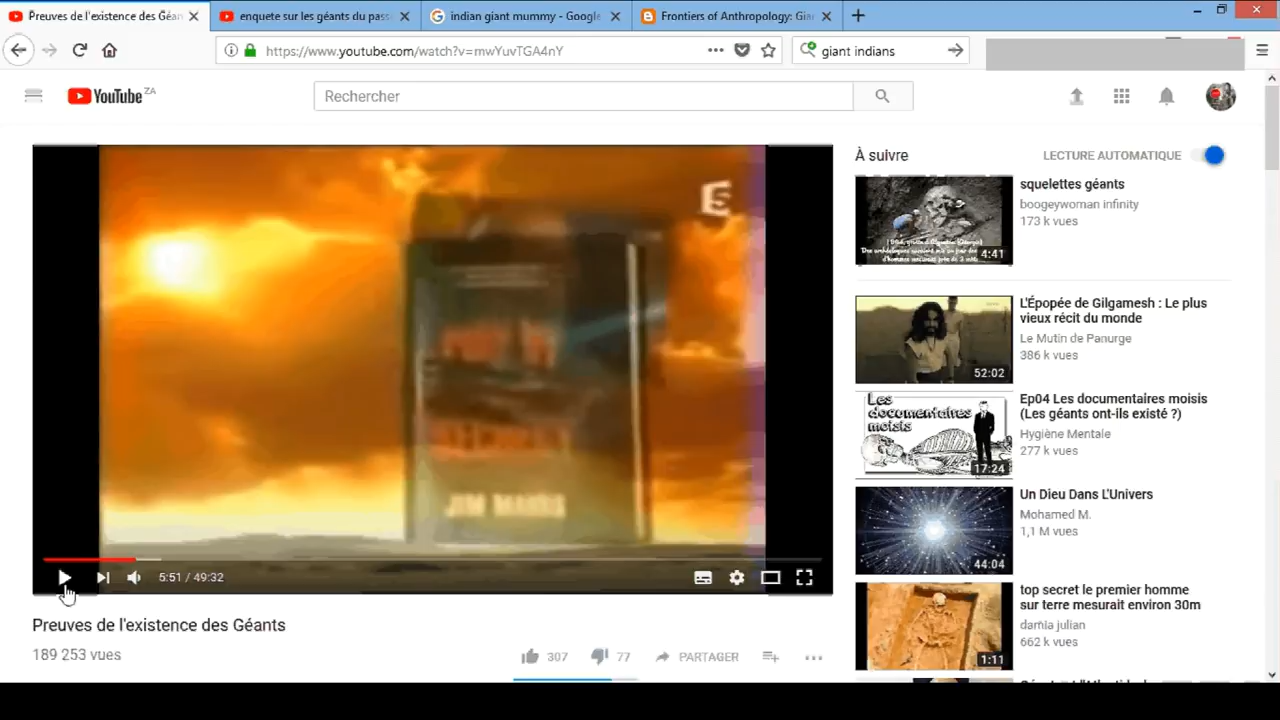 Preuves de l'existence des Géan
enquete sur les géants du pass
indian giant mummy - Google
Frontiers of Anthropology: Gia
https://www.youtube.com/watch?v=mwYuvTGA4nY
giant indians
YouTube ZA
Rechercher
5
JIM MARRS
5:51 / 49:32
Preuves de l'existence des Géants
189 253 vues
307
77
PARTAGER
À suivre
LECTURE AUTOMATIQUE
squelettes géants
boogeywoman infinity
173 k vues
4:41
L'Épopée de Gilgamesh : Le plus
vieux récit du monde
Le Mutin de Panurge
386 k vues
52:02
Les
documentaires
moisis
17:24
Ep04 Les documentaires moisis
(Les géants ont-ils existé ?)
Hygiène Mentale
277 k vues
Un Dieu Dans L'Univers
Mohamed M.
1,1 M vues
44:04
top secret le premier homme
sur terre mesurait environ 30m
damla julian
662 k vues
1:11